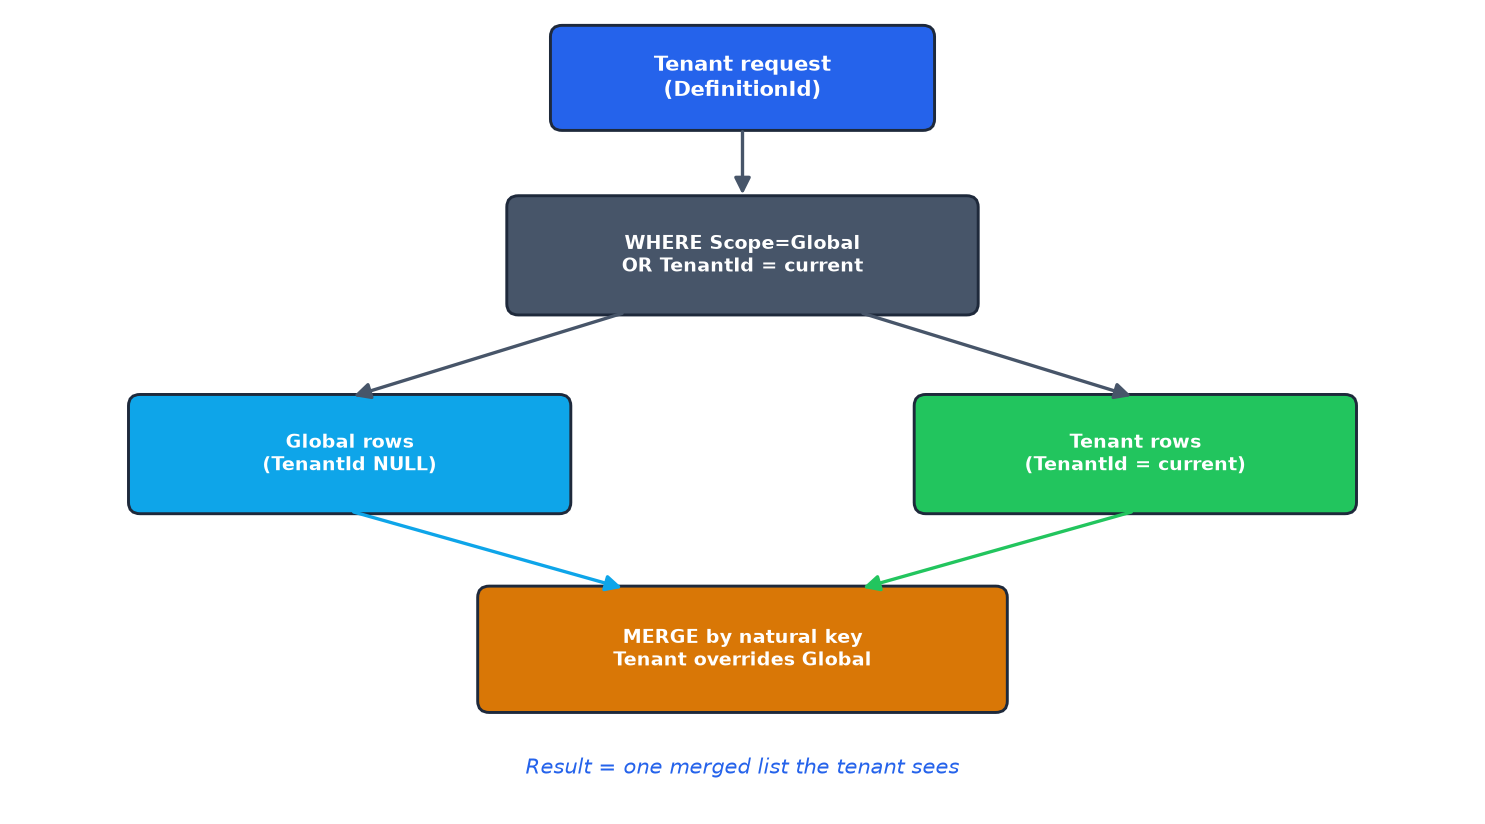 Tenant request
(DefinitionId)
WHERE Scope=Global
OR TenantId = current
Global rows
(TenantId NULL)
Tenant rows
(TenantId = current)
MERGE by natural key
Tenant overrides Global
Result = one merged list the tenant sees